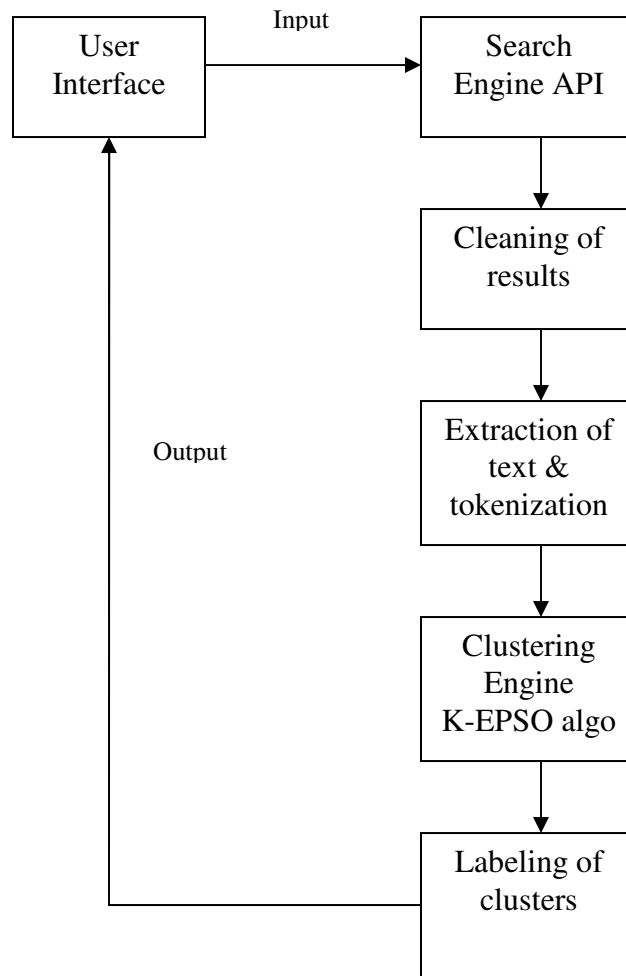 Input
User
Interface
Search
Engine API
Cleaning of
results
Extraction of
text &
tokenization
Output
Clustering
Engine
K-EPSO algo
Labeling of
clusters